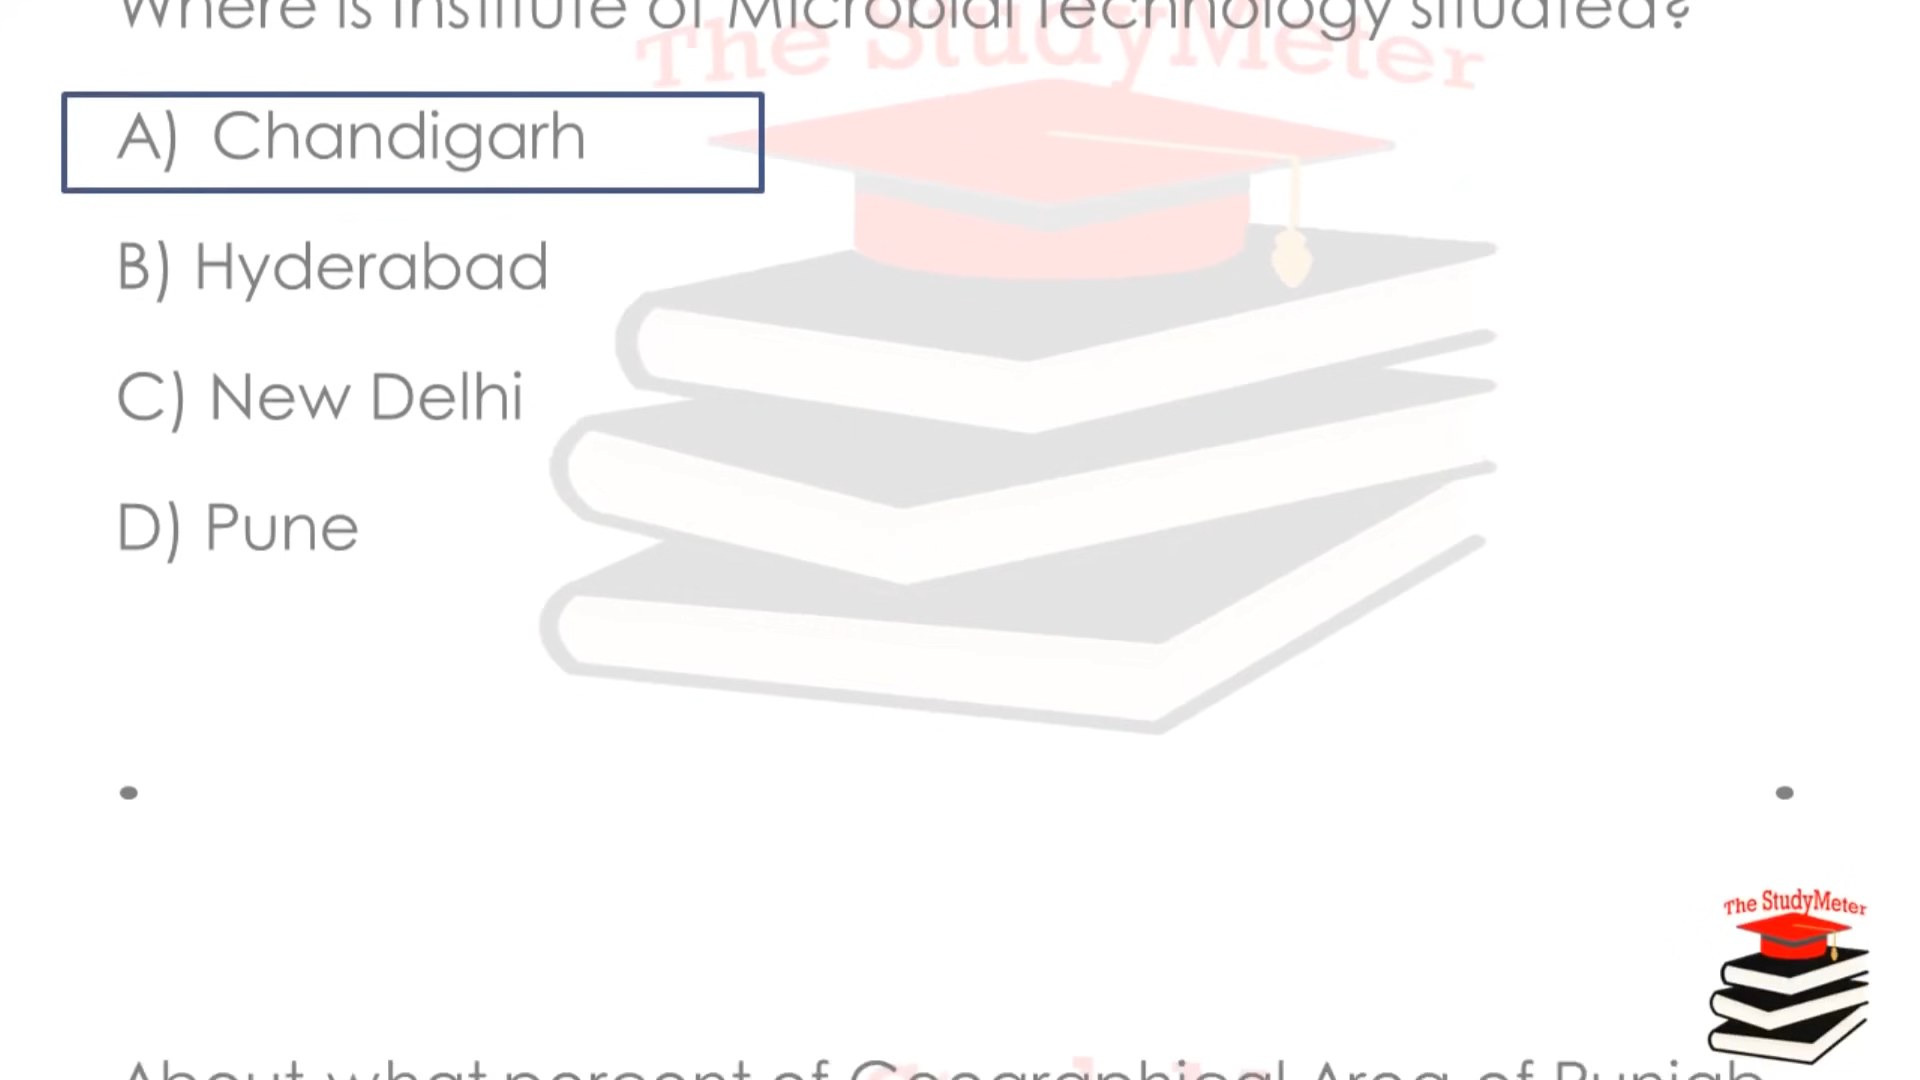 Where is Institute of Microbial Technology situated?
The StudyMeter
A) Chandigarh
B) Hyderabad
C) New Delhi
D) Pune
•
•
The StudyMeter
About what percent of Geographical Area of Punjab